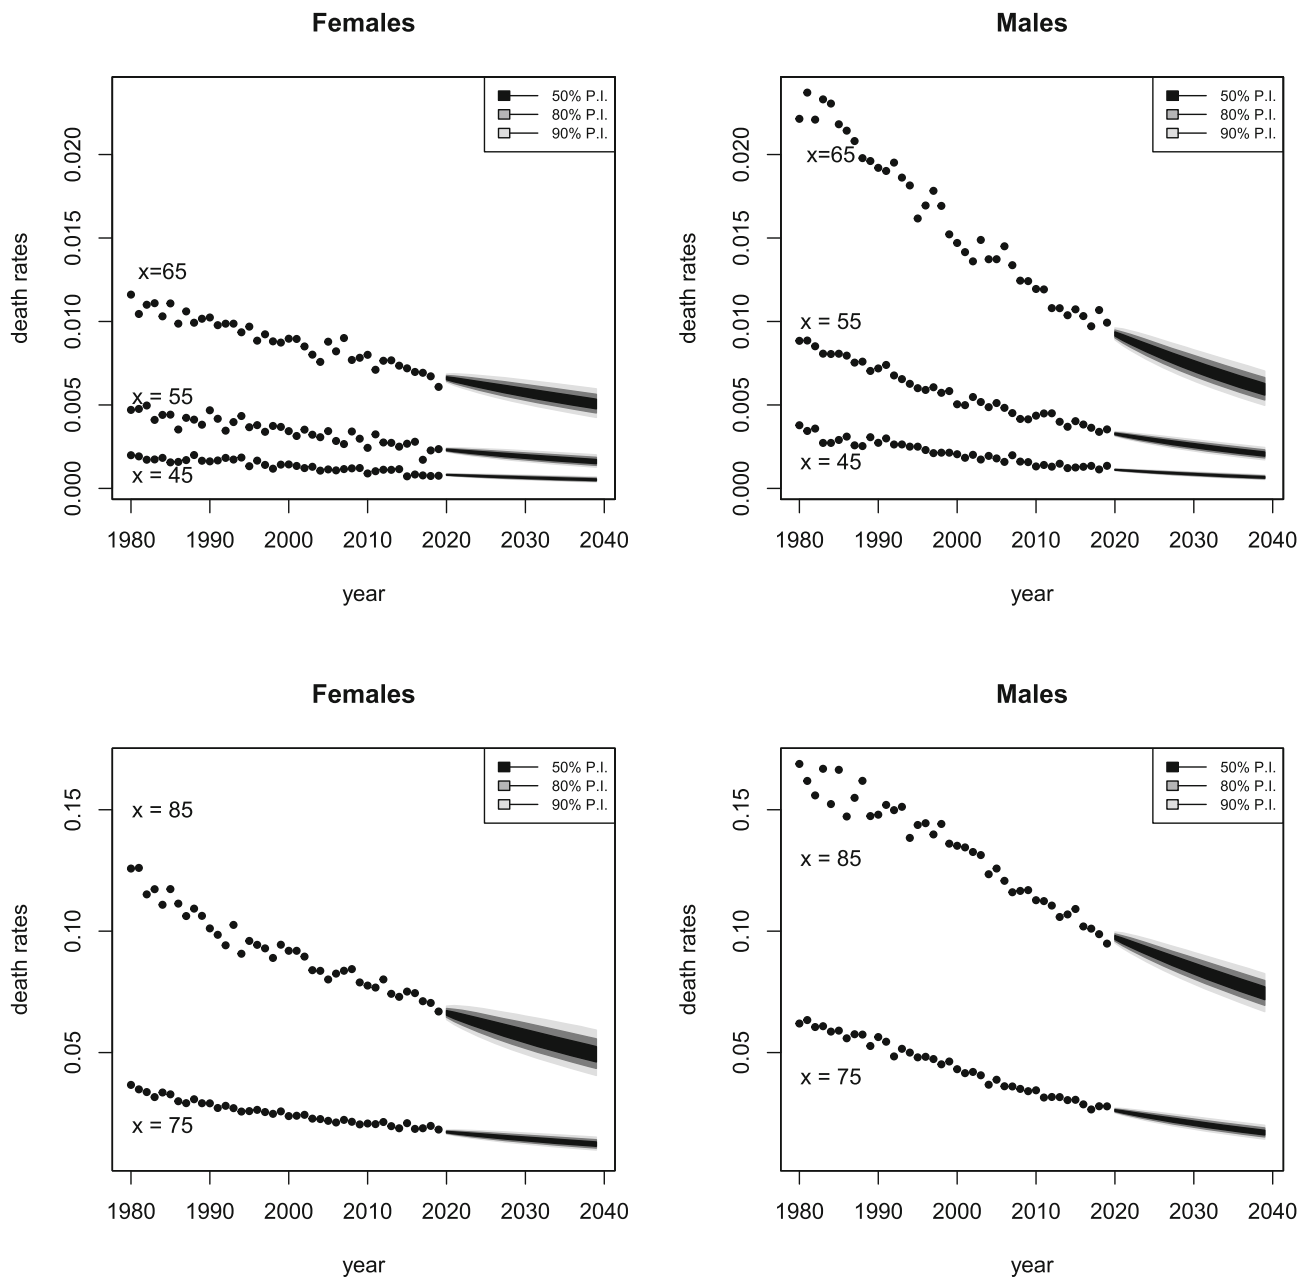 Females
50% P.I.
80% P.I.
90% P.I.
0.020
0.015
0.010
0.005
0.000
death rates
x=65
x = 55
x = 45
1980 1990 2000 2010 2020 2030 2040
year
Males
50% P.I.
80% P.I.
90% P.I.
0.020
0.015
0.010
0.005
0.000
death rates
x=65
x = 55
x = 45
1980 1990 2000 2010 2020 2030 2040
year
Females
50% P.I.
80% P.I.
90% P.I.
0.15
0.10
0.05
death rates
x = 85
x = 75
1980 1990 2000 2010 2020 2030 2040
year
Males
50% P.I.
80% P.I.
90% P.I.
0.15
0.10
0.05
death rates
x = 85
x = 75
1980 1990 2000 2010 2020 2030 2040
year